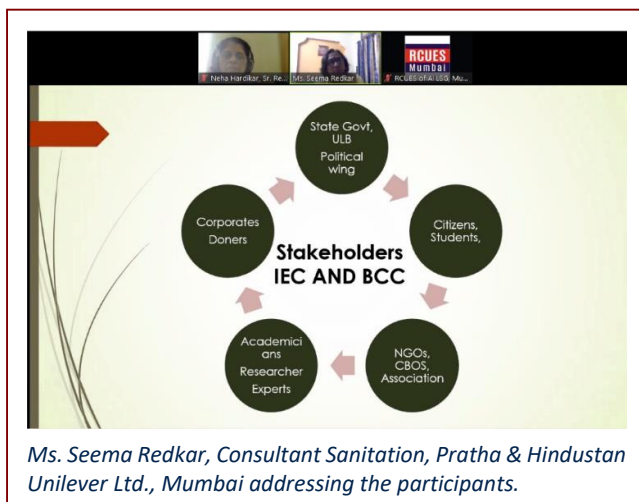 RCUES
Mumbai
Neha Hardikar, Sr. Re...
Ms. Seema Redkar
RCUES of AI LSG, Mu...
State Govt,
ULB
Political
wing
Citizens,
Students,
NGOs,
CBOS,
Association
Academici
ans
Researcher
Experts
Corporates
Doners
Stakeholders
IEC AND BCC
Ms. Seema Redkar, Consultant Sanitation, Pratha & Hindustan
Unilever Ltd., Mumbai addressing the participants.